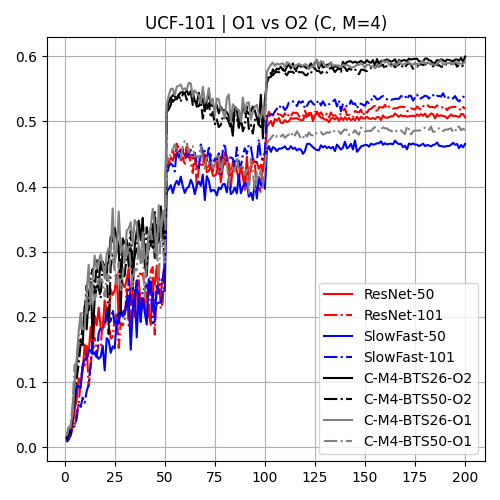 UCF-101 | O1 vs O2 (C, M=4)
0.6
0.5
0.4
0.3
0.2
0.1
0.0
ResNet-50
ResNet-101
SlowFast-50
SlowFast-101
C-M4-BTS26-O2
C-M4-BTS50-O2
C-M4-BTS26-O1
C-M4-BTS50-O1
0 25 50 75 100 125 150 175 200